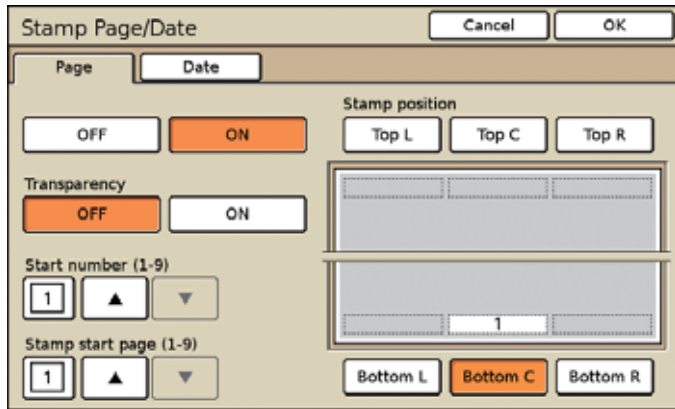 Stamp Page/Date
Cancel
OK
Page
Date
Stamp position
OFF
ON
Top L
Top C
Top R
Transparency
OFF
ON
Start number (1-9)
1
1
Stamp start page (1-9)
1
Bottom L
Bottom C
Bottom R